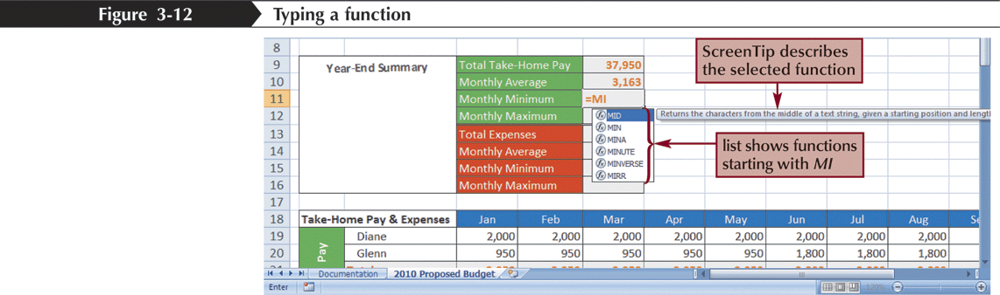 Figure 3-12 Typing a function
8
9 Year-End Summary Total Take-Home Pay 37,950
10 Monthly Average 3,163
11 Monthly Minimum =MI
12 Monthly Maximum
13 Total Expenses
14 Monthly Average
15 Monthly Minimum
16 Monthly Maximum
17
ScreenTip describes
the selected function
MID Returns the characters from the middle of a text string, given a starting position and
MIN
MINA
MINUTE
MINVERSE
MIRR
list shows functions
starting with MI
18 Take-Home Pay & Expenses Jan Feb Mar Apr May Jun Jul Aug
Pay
19 Diane 2,000 2,000 2,000 2,000 2,000 2,000 2,000 2,000
20 Glenn 950 950 950 950 950 1,800 1,800 1,800
Documentation 2010 Proposed Budget
Enter 120%